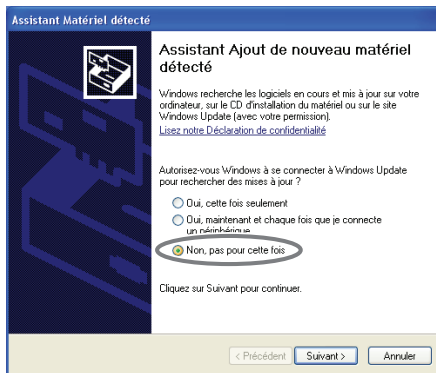 Assistant Matériel détecté
Assistant Ajout de nouveau matériel
détecté
Windows recherche les logiciels en cours et mis à jour sur votre
ordinateur, sur le CD d'installation du matériel ou sur le site
Windows Update (avec votre permission).
Lisez notre Déclaration de confidentialité
Autorisez-vous Windows à se connecter à Windows Update
pour rechercher des mises à jour ?
Oui, cette fois seulement
Oui, maintenant et chaque fois que je connecte
un périphérique
Non, pas pour cette fois
Cliquez sur Suivant pour continuer.
< Précédent
Suivant >
Annuler